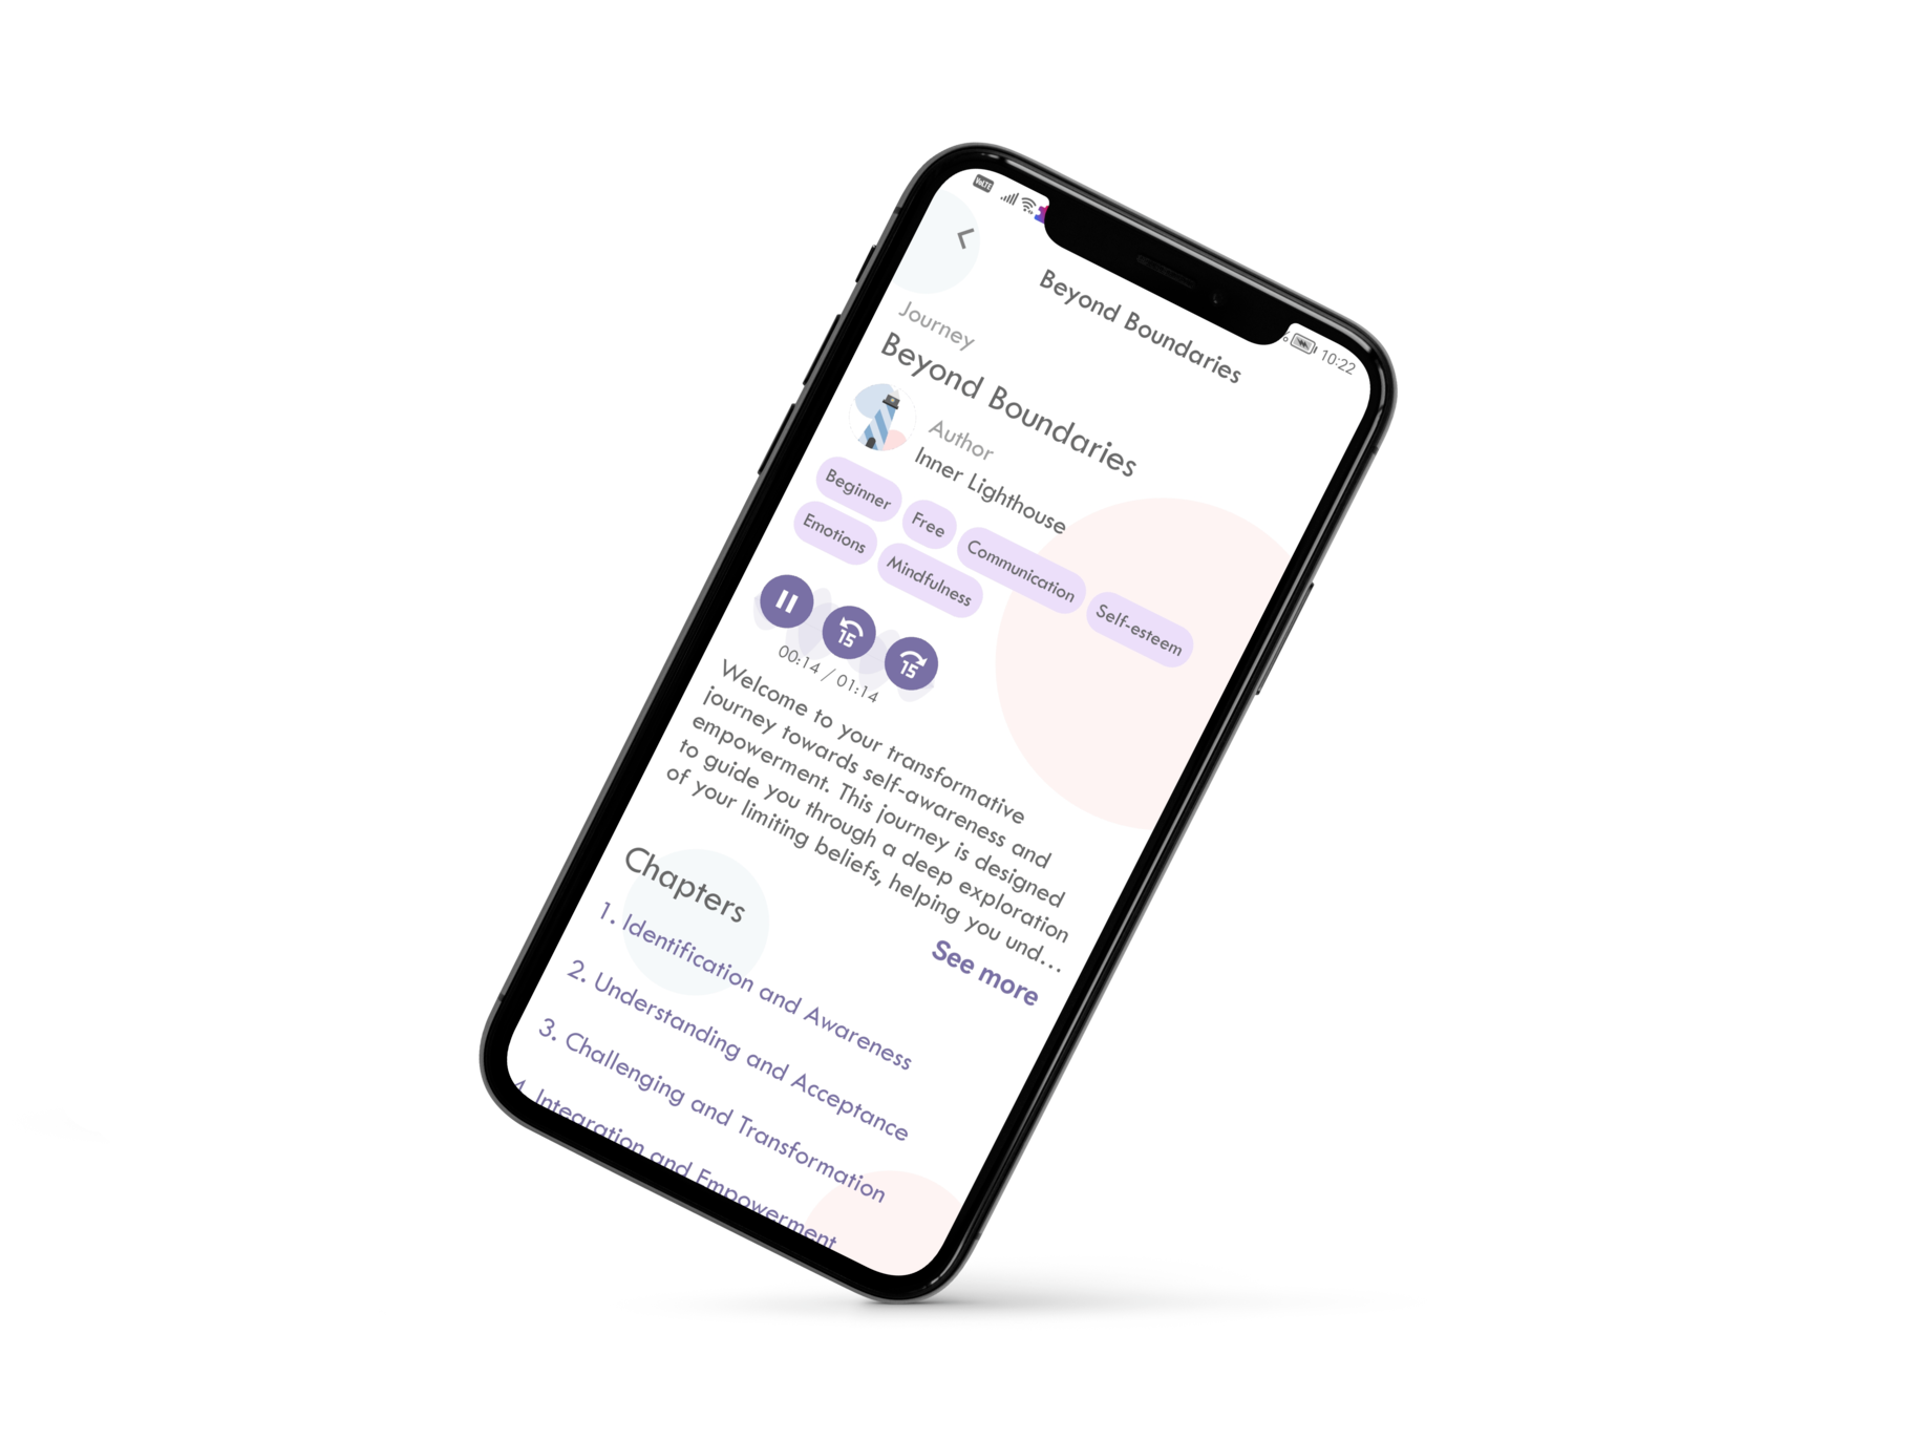 VoLTE
10:22
Beyond Boundaries
Journey
Beyond Boundaries
Author
Inner Lighthouse
Beginner
Free
Communication
Self-esteem
Emotions
Mindfulness
15
15
00:14 / 01:14
Welcome to your transformative
journey towards self-awareness and
empowerment. This journey is designed
to guide you through a deep exploration
of your limiting beliefs, helping you und...
See more
Chapters
1. Identification and Awareness
2. Understanding and Acceptance
3. Challenging and Transformation
4. Integration and Empowerment